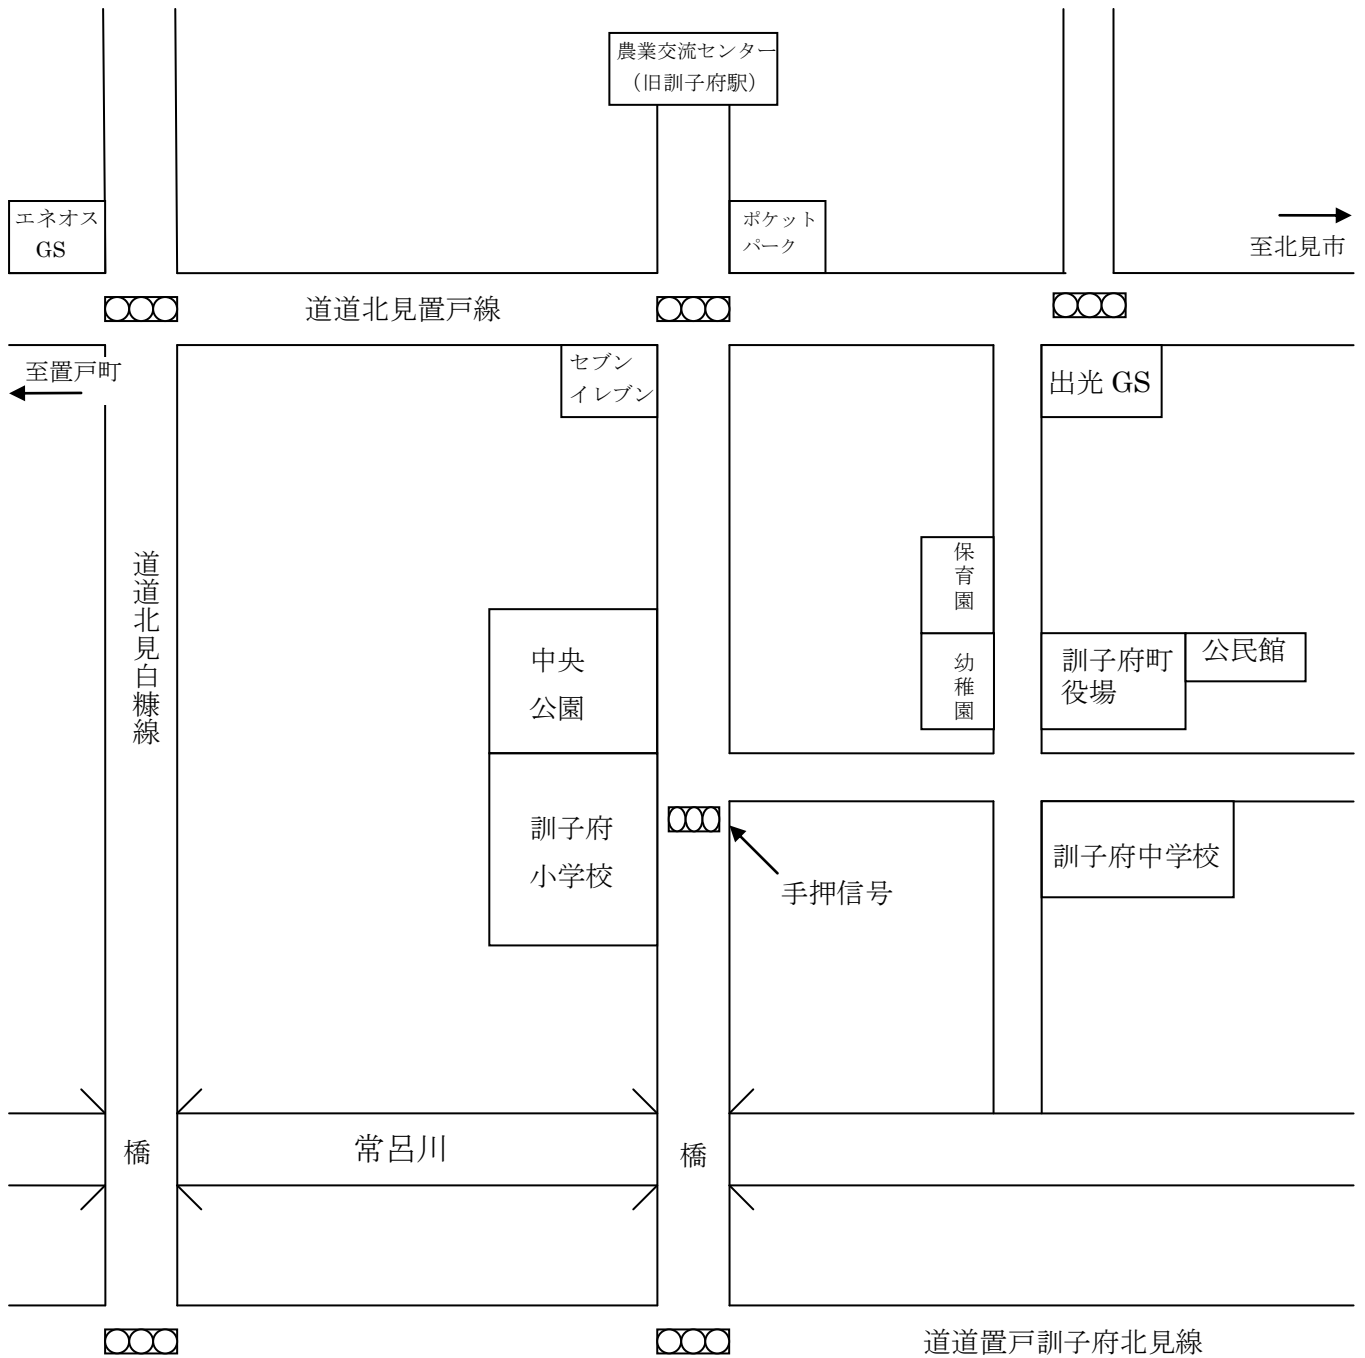 農業交流センター
（旧訓子府駅）
エネオス
GS
ポケット
パーク
至北見市
道道北見置戸線
至置戸町
セブン
イレブン
出光 GS
道道北見白糠線
保育園
中央
公園
幼稚園
訓子府町
役場
公民館
訓子府
小学校
手押信号
訓子府中学校
橋
常呂川
橋
道道置戸訓子府北見線